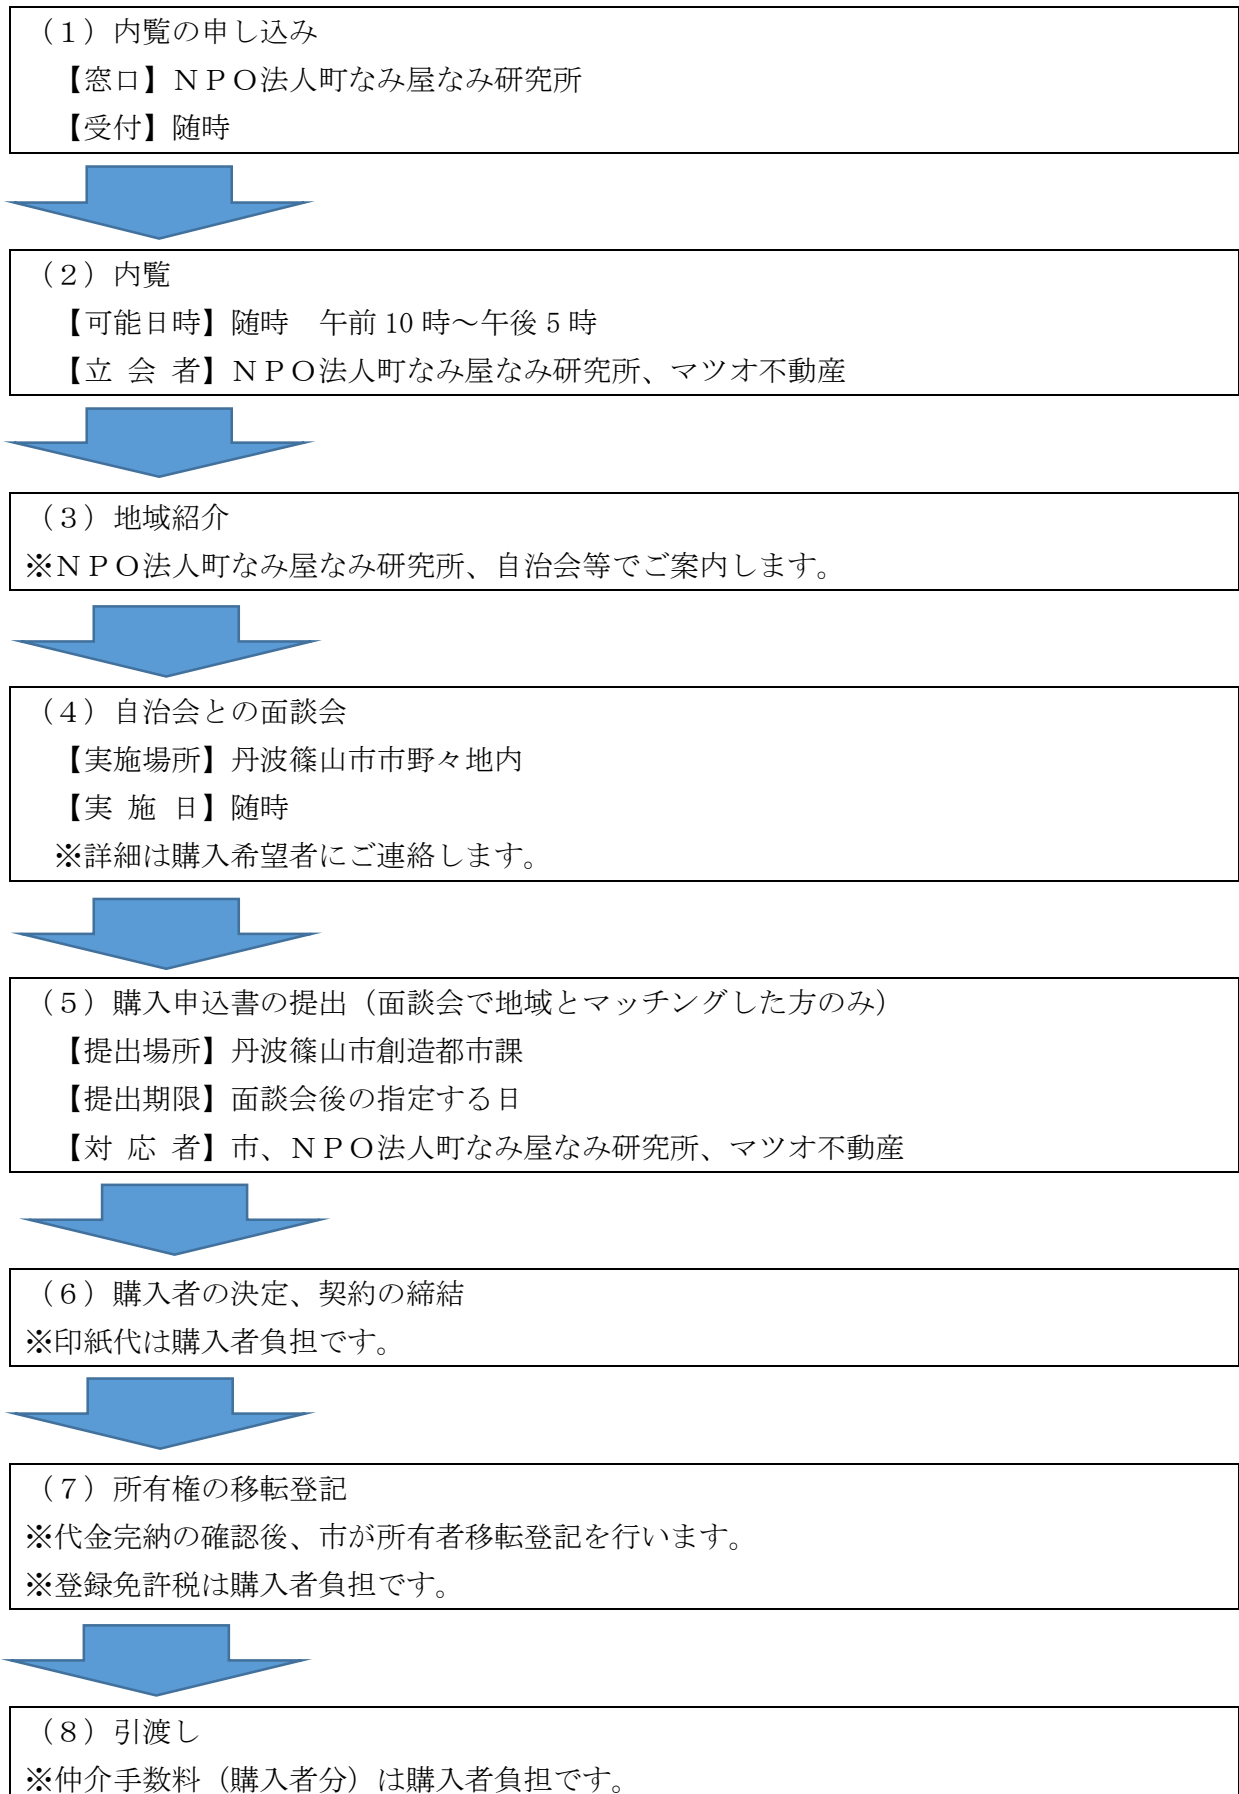 （１）内覧の申し込み
【窓口】ＮＰＯ法人町なみ屋なみ研究所
【受付】随時
（２）内覧
【可能日時】随時　午前 10 時～午後 5 時
【立 会 者】ＮＰＯ法人町なみ屋なみ研究所、マツオ不動産
（３）地域紹介
※ＮＰＯ法人町なみ屋なみ研究所、自治会等でご案内します。
（４）自治会との面談会
【実施場所】丹波篠山市市野々地内
【実 施 日】随時
※詳細は購入希望者にご連絡します。
（５）購入申込書の提出（面談会で地域とマッチングした方のみ）
【提出場所】丹波篠山市創造都市課
【提出期限】面談会後の指定する日
【対 応 者】市、ＮＰＯ法人町なみ屋なみ研究所、マツオ不動産
（６）購入者の決定、契約の締結
※印紙代は購入者負担です。
（７）所有権の移転登記
※代金完納の確認後、市が所有者移転登記を行います。
※登録免許税は購入者負担です。
（８）引渡し
※仲介手数料（購入者分）は購入者負担です。